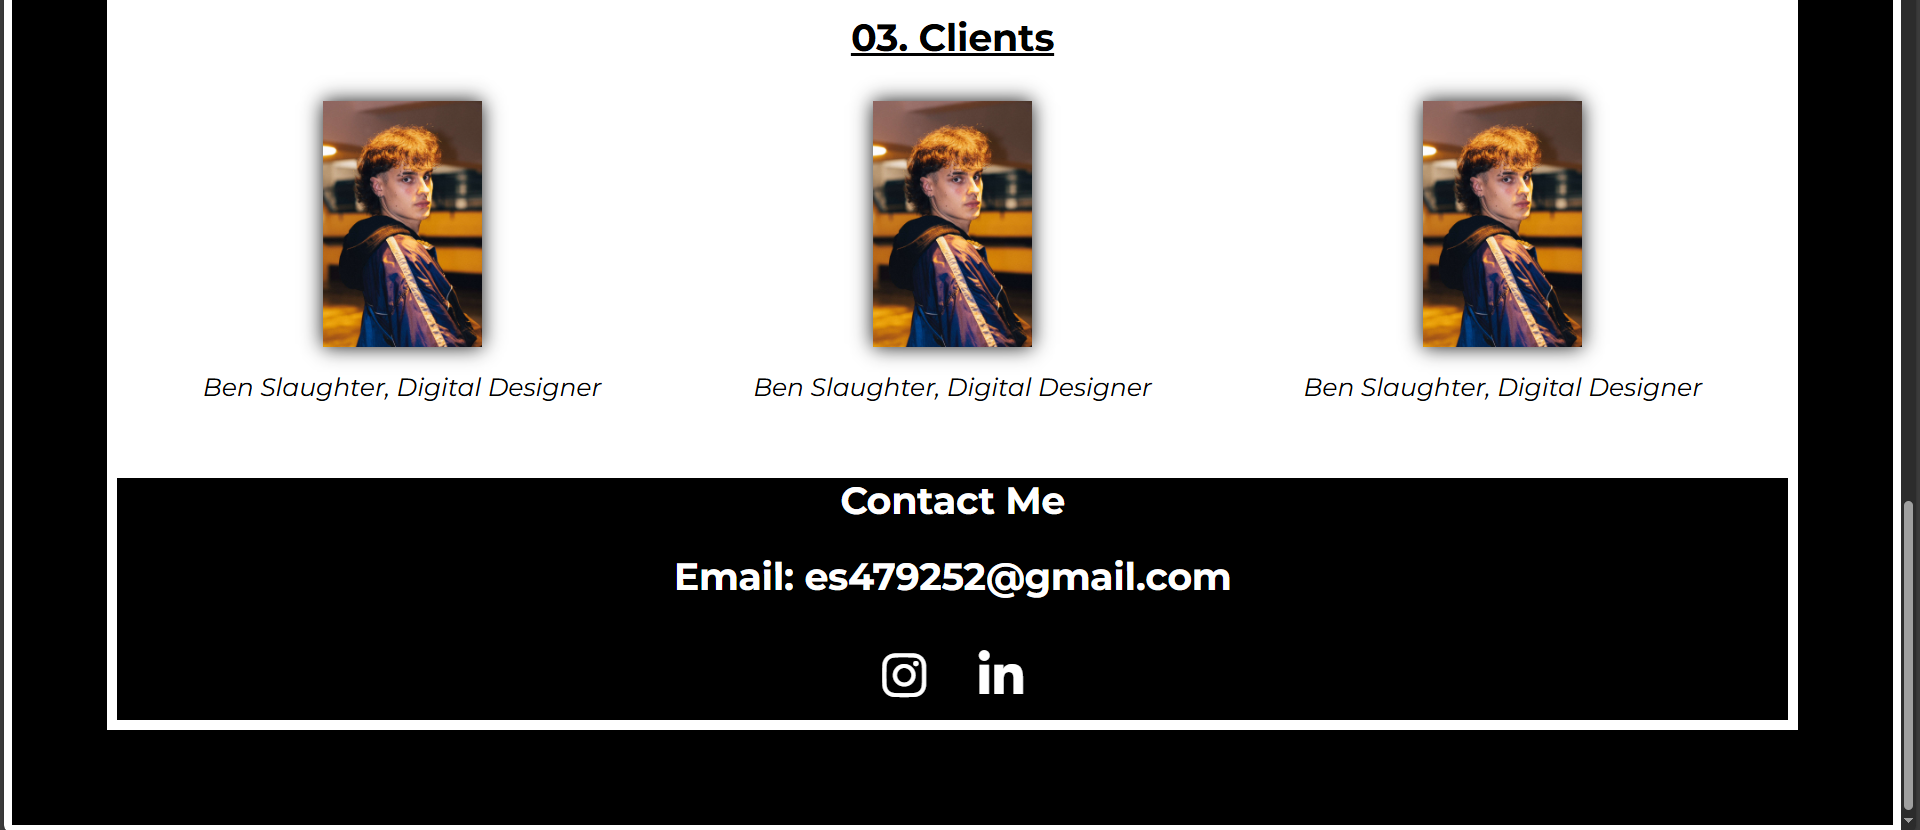 03. Clients
Ben Slaughter, Digital Designer
Ben Slaughter, Digital Designer
Ben Slaughter, Digital Designer
Contact Me
Email: es479252@gmail.com
in